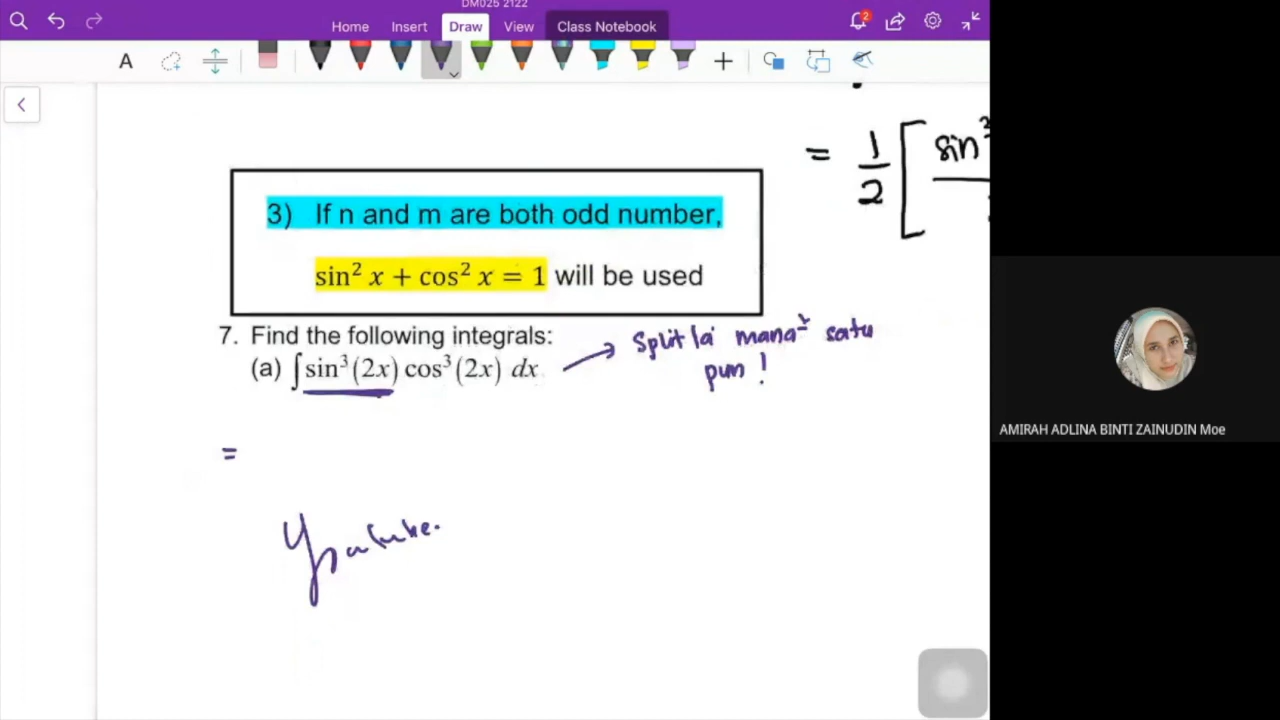 DM025 2122
Home Insert Draw View Class Notebook
2
A
= 1/2 [ sin
3) If n and m are both odd number,
sin² x + cos² x = 1 will be used
7. Find the following integrals:
(a) ∫ sin³ (2x) cos³ (2x) dx
Split la mana² satu
pun !
=
AMIRAH ADLINA BINTI ZAINUDIN Moe